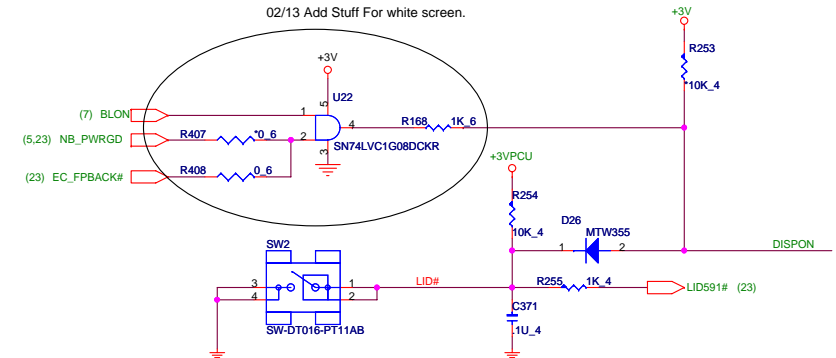 02/13 Add Stuff For white screen.
+3V
+3V
R253
*10K_4
U22
(7) BLON
1
5
4
R168
1K_6
(5,23) NB_PWRGD
R407
*0_6
2
3
SN74LVC1G08DCKR
(23) EC_FPBACK#
R408
0_6
+3VPCU
R254
10K_4
D26
MTW355
1
2
DISPON
SW2
3
4
1
2
LID#
R255
1K_4
LID591# (23)
C371
.1U_4
SW-DT016-PT11AB